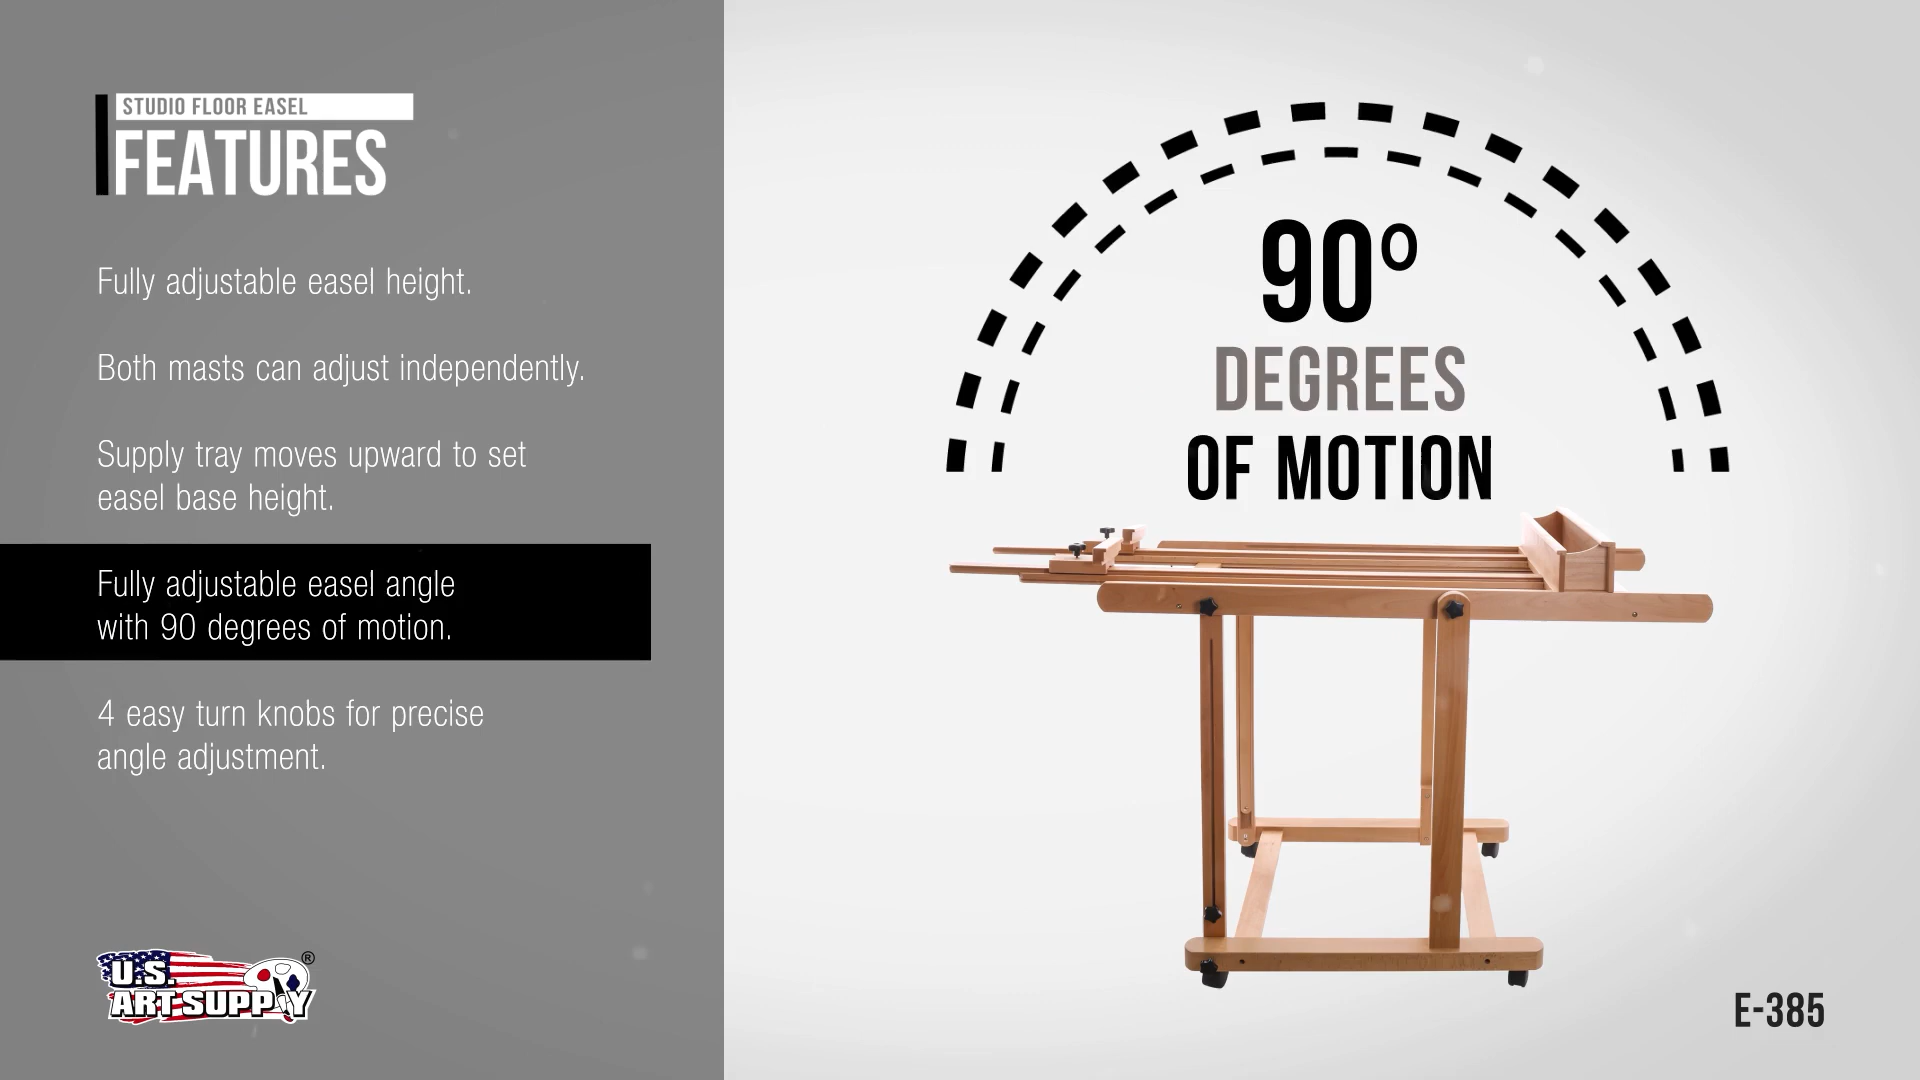 STUDIO FLOOR EASEL
FEATURES
Fully adjustable easel height.
Both masts can adjust independently.
Supply tray moves upward to set
easel base height.
Fully adjustable easel angle
with 90 degrees of motion.
4 easy turn knobs for precise
angle adjustment.
U.S.
ART SUPPLY
®
90°
DEGREES
OF MOTION
E-385